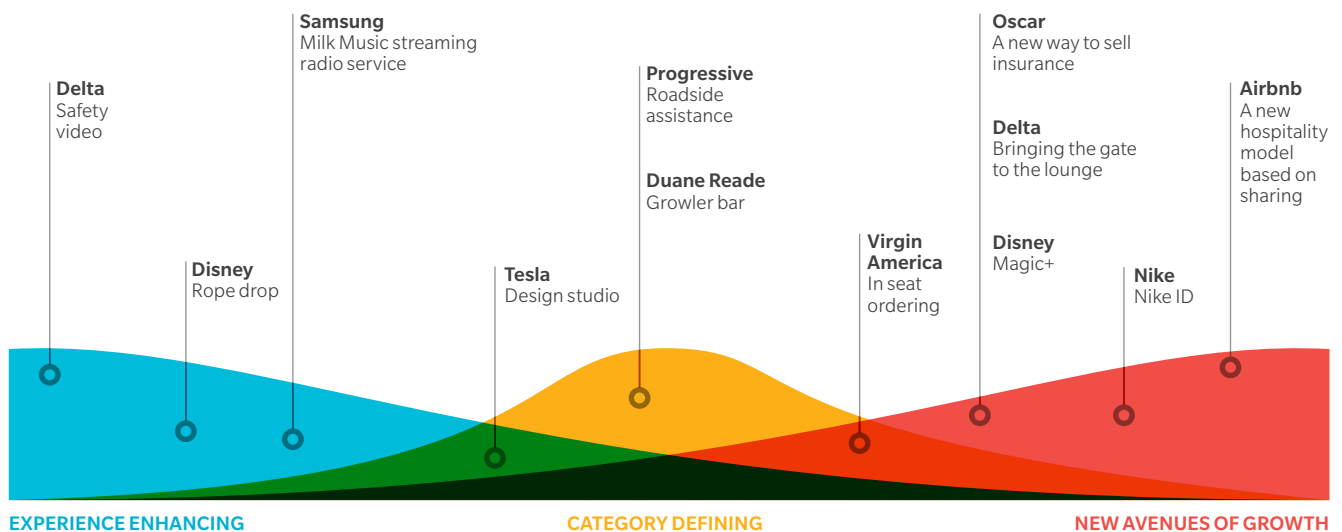 Delta
Safety
video
Disney
Rope drop
Samsung
Milk Music streaming
radio service
Tesla
Design studio
Progressive
Roadside
assistance
Duane Reade
Growler bar
Virgin
America
In seat
ordering
Oscar
A new way to sell
insurance
Delta
Bringing the gate
to the lounge
Disney
Magic+
Nike
Nike ID
Airbnb
A new
hospitality
model
based on
sharing
EXPERIENCE ENHANCING
CATEGORY DEFINING
NEW AVENUES OF GROWTH